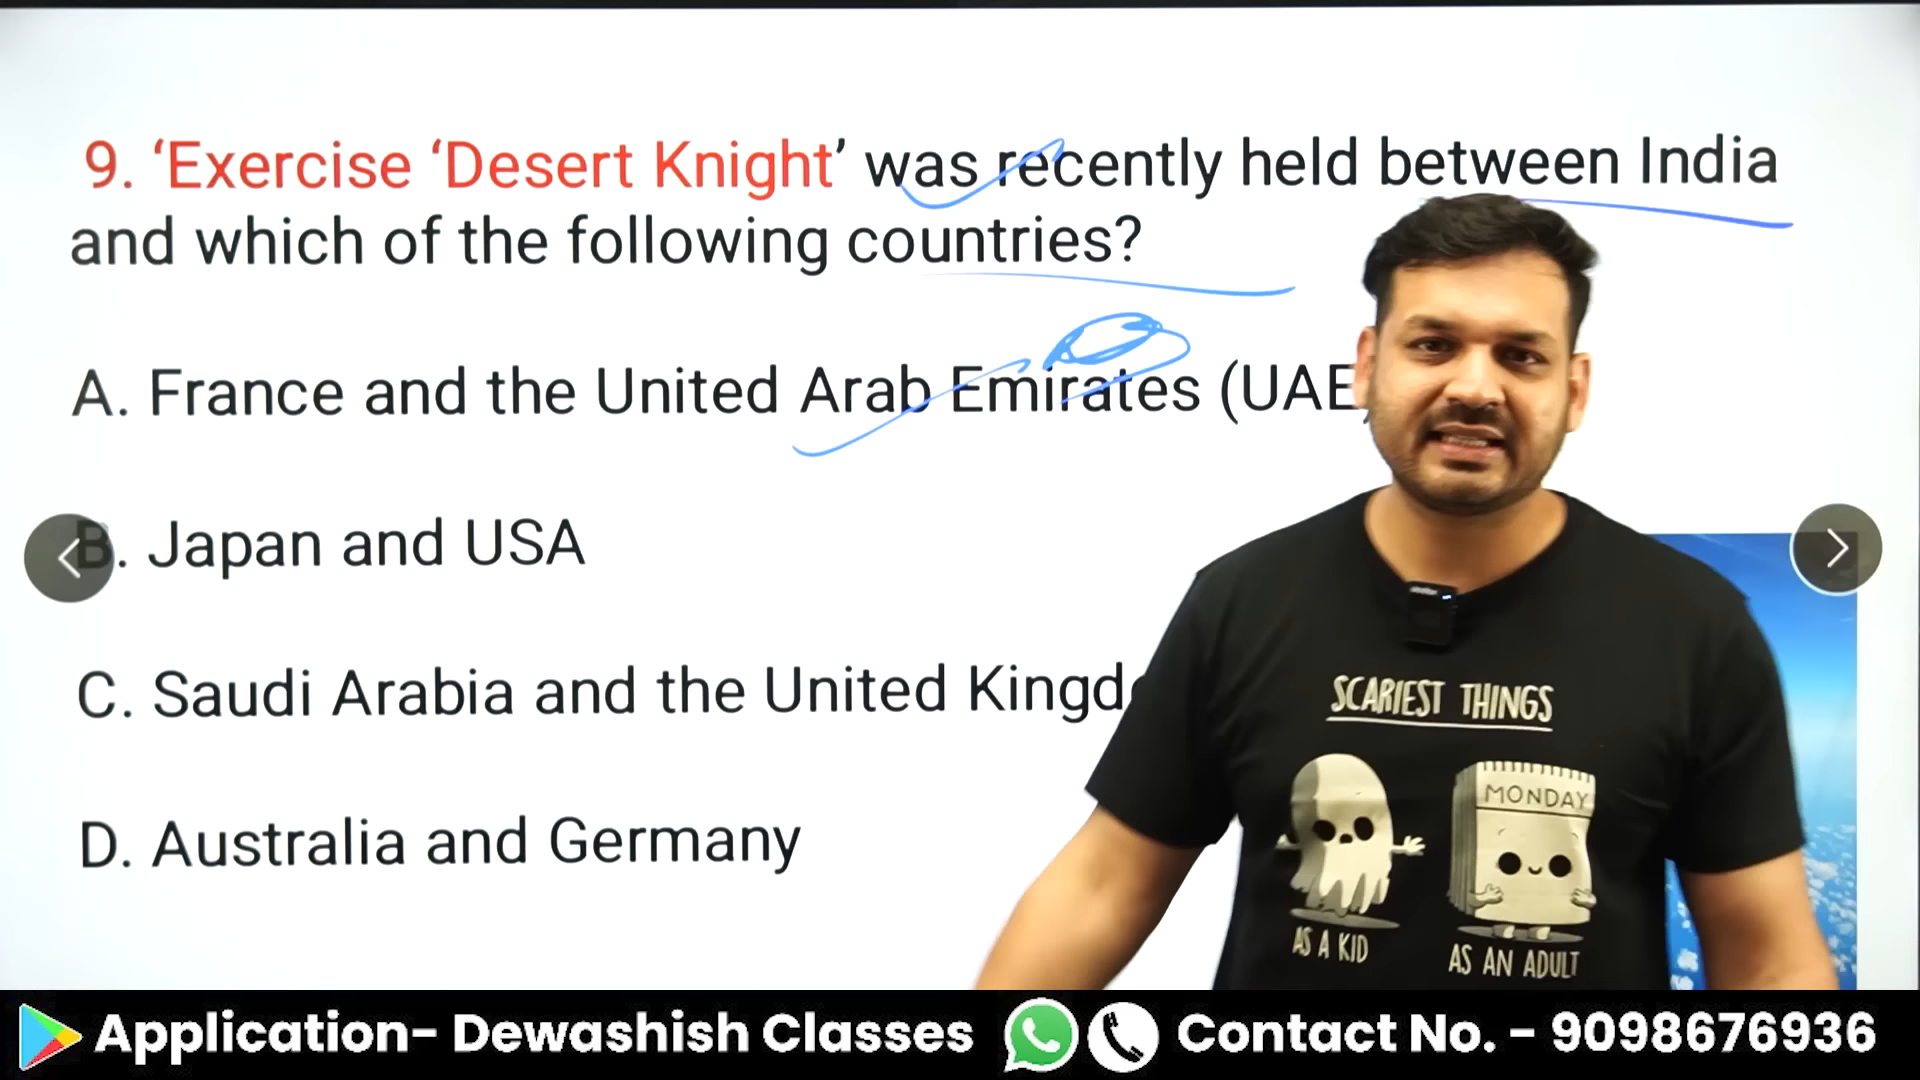 9. ‘Exercise ‘Desert Knight’ was recently held between India
and which of the following countries?
A. France and the United Arab Emirates (UAE
B. Japan and USA
C. Saudi Arabia and the United Kingd
D. Australia and Germany
SCARIEST THINGS
MONDAY
AS A KID
AS AN ADULT
Application- Dewashish Classes
Contact No. - 9098676936